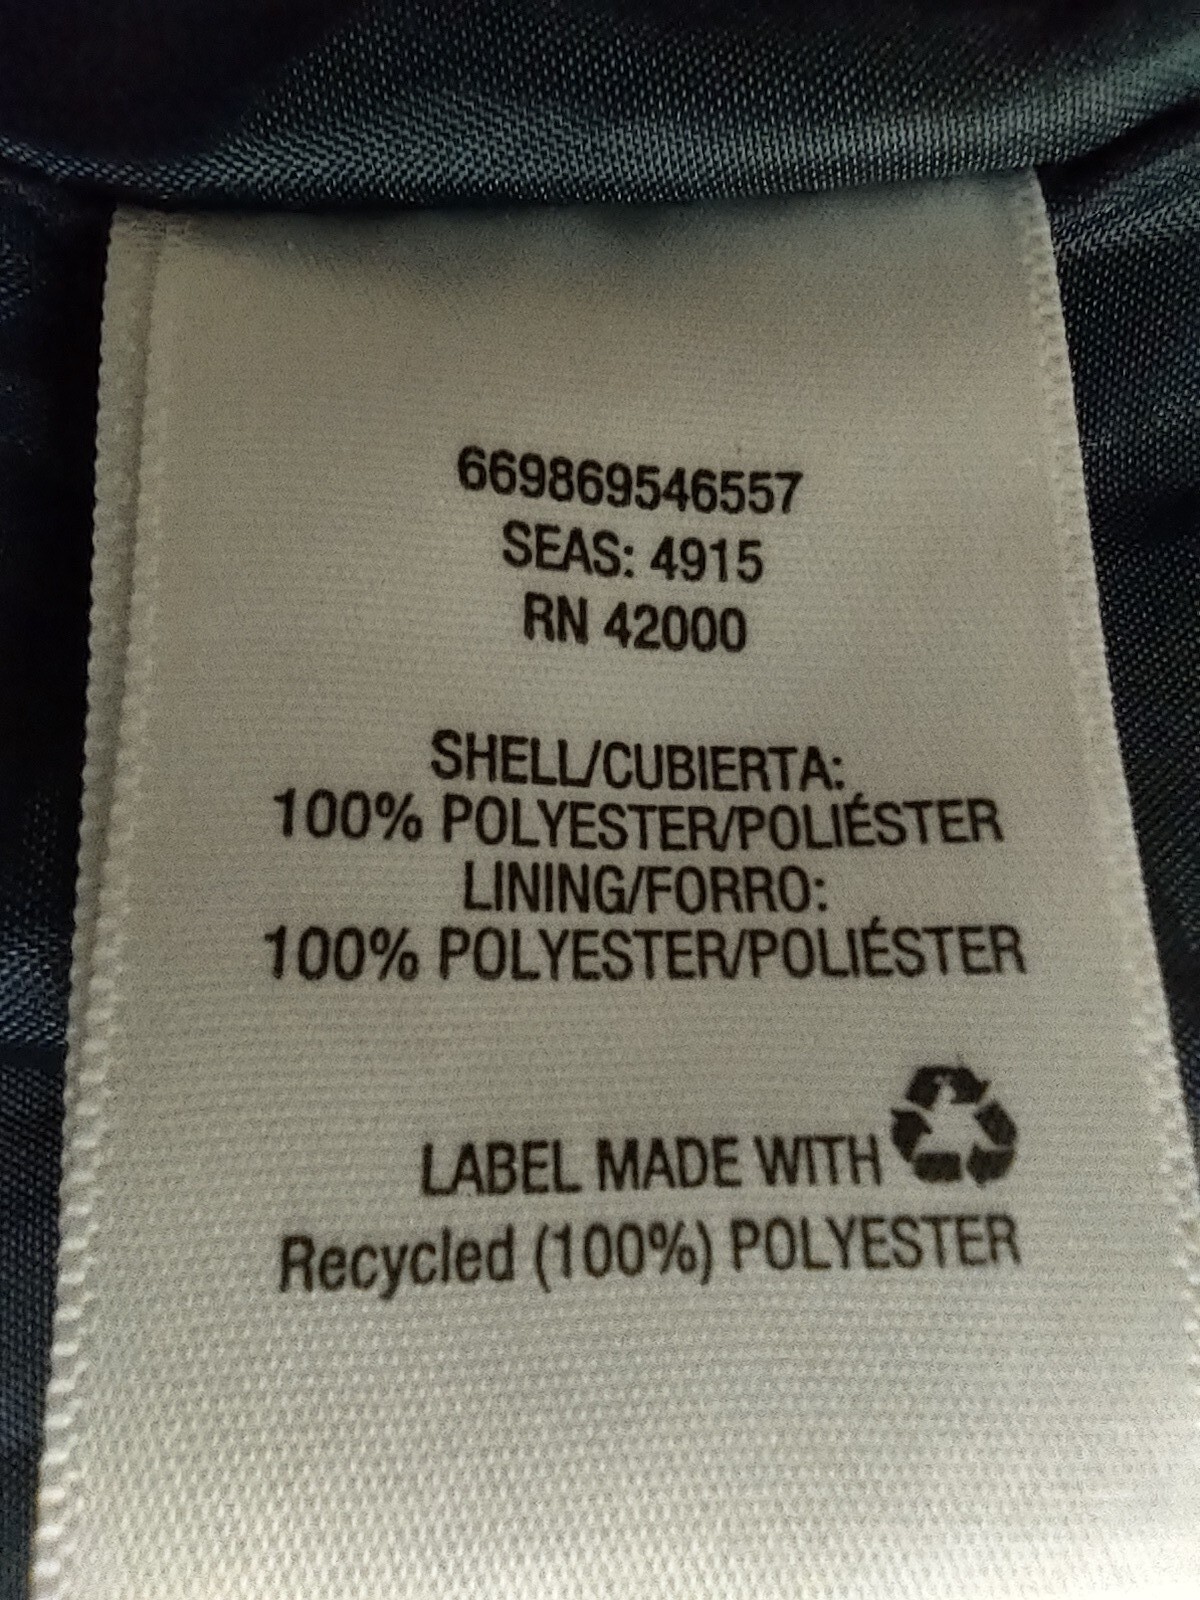 669869546557
SEAS: 4915
RN 42000
SHELL/CUBIERTA:
100% POLYESTER/POLIÉSTER
LINING/FORRO:
100% POLYESTER/POLIÉSTER
LABEL MADE WITH
Recycled (100%) POLYESTER